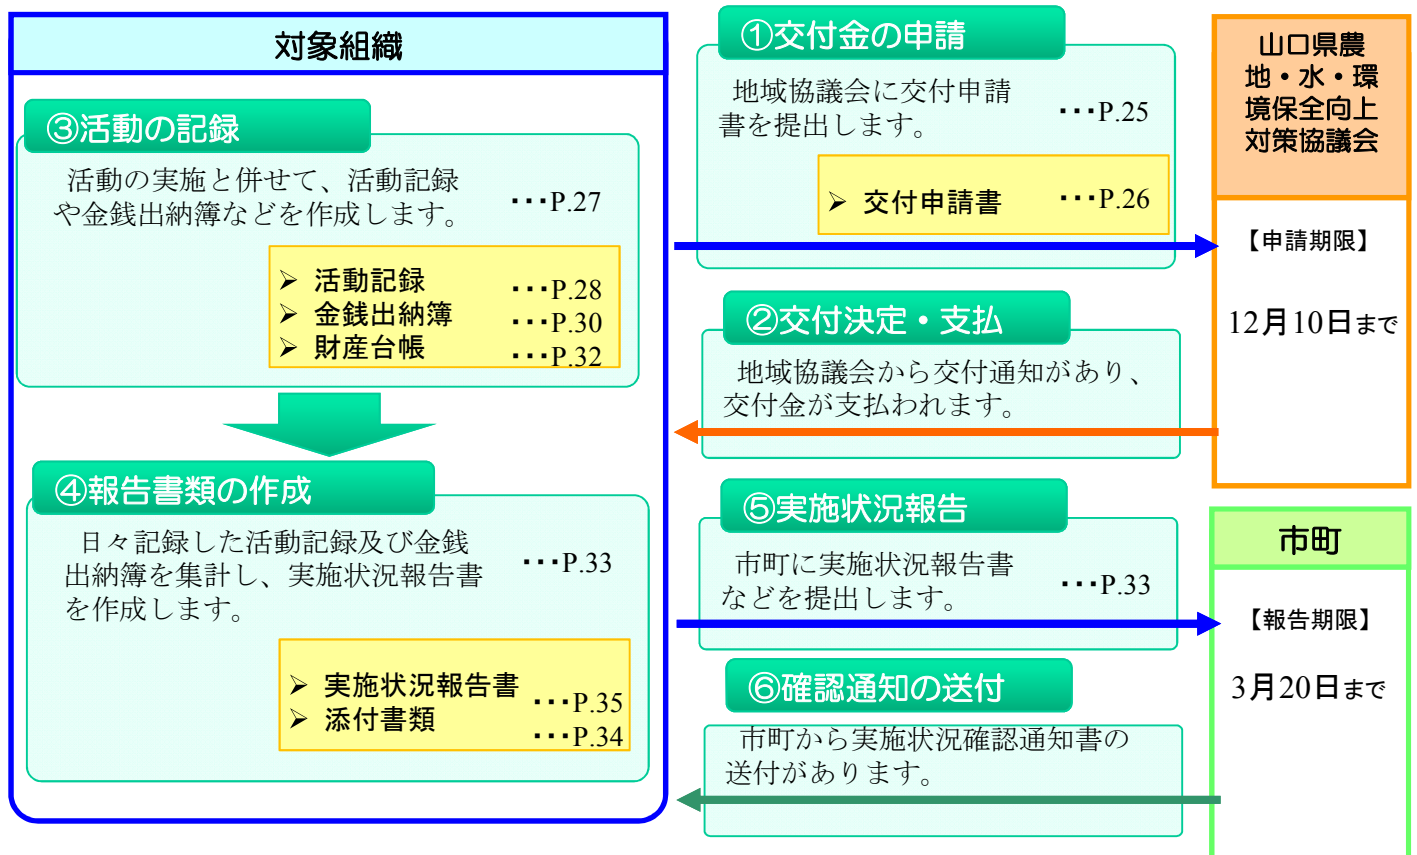 対象組織
③活動の記録
活動の実施と併せて、活動記録
や金銭出納簿などを作成します。
･･･P.27
➢ 活動記録 ･･･P.28
➢ 金銭出納簿 ･･･P.30
➢ 財産台帳 ･･･P.32
④報告書類の作成
日々記録した活動記録及び金銭
出納簿を集計し、実施状況報告書
を作成します。
･･･P.33
➢ 実施状況報告書 ･･･P.35
➢ 添付書類 ･･･P.34
①交付金の申請
地域協議会に交付申請
書を提出します。
･･･P.25
➢ 交付申請書 ･･･P.26
②交付決定・支払
地域協議会から交付通知があり、
交付金が支払われます。
⑤実施状況報告
市町に実施状況報告書
などを提出します。
･･･P.33
⑥確認通知の送付
市町から実施状況確認通知書の
送付があります。
山口県農
地・水・環
境保全向上
対策協議会
【申請期限】
12月10日まで
市町
【報告期限】
3月20日まで